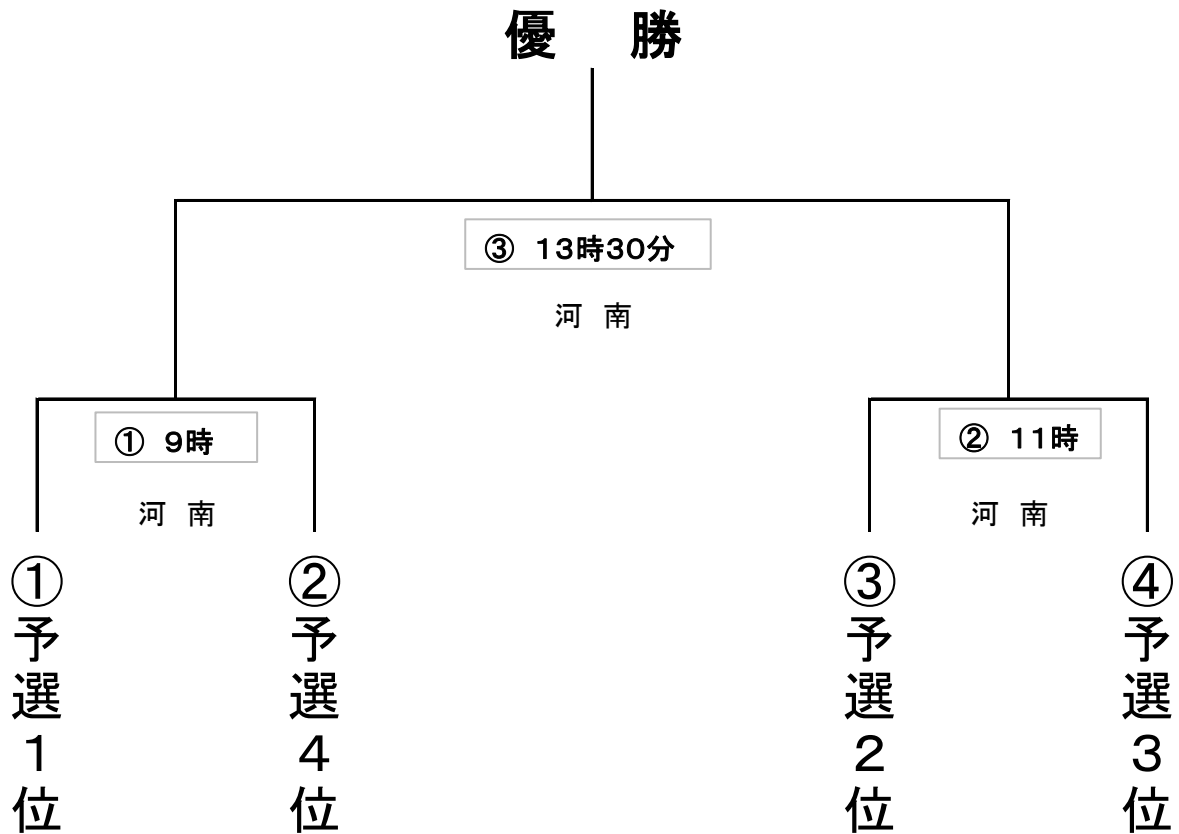 優 勝
③ 13時30分
河 南
① 9時
② 11時
河 南
河 南
①予選1位
②予選4位
③予選2位
④予選3位